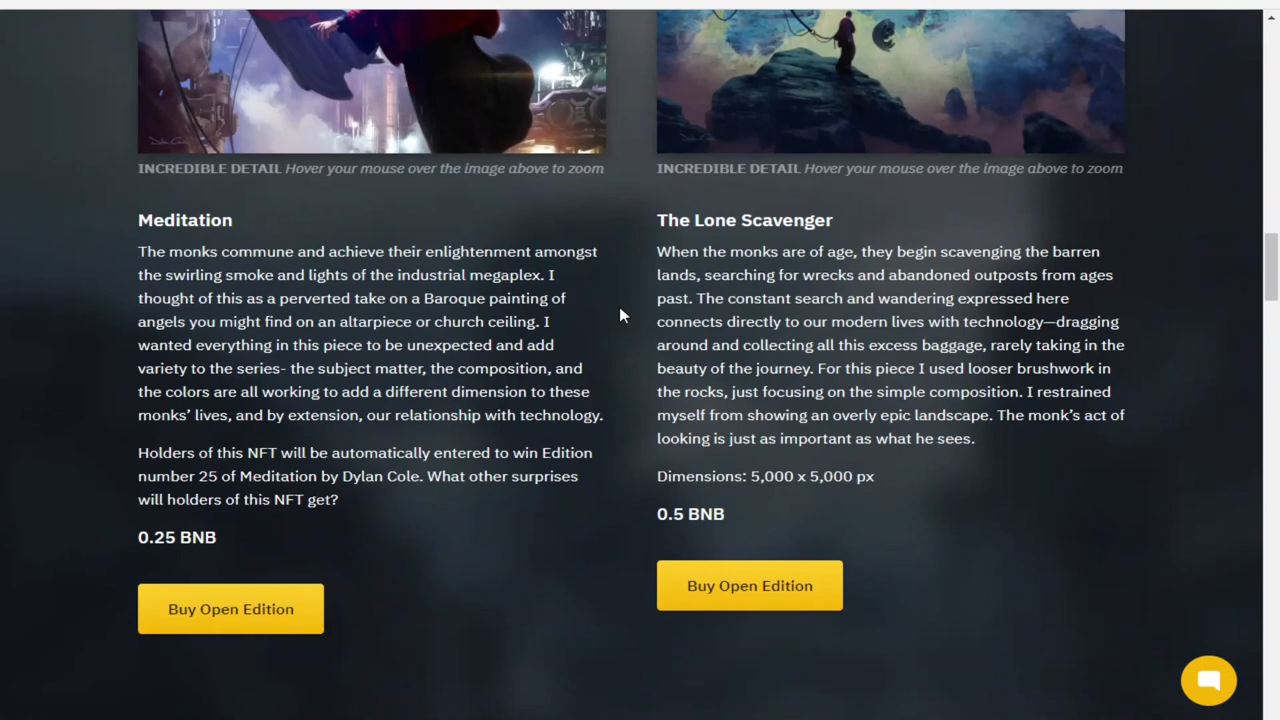 INCREDIBLE DETAIL Hover your mouse over the image above to zoom
Meditation
The monks commune and achieve their enlightenment amongst
the swirling smoke and lights of the industrial megaplex. I
thought of this as a perverted take on a Baroque painting of
angels you might find on an altarpiece or church ceiling. I
wanted everything in this piece to be unexpected and add
variety to the series- the subject matter, the composition, and
the colors are all working to add a different dimension to these
monks’ lives, and by extension, our relationship with technology.
Holders of this NFT will be automatically entered to win Edition
number 25 of Meditation by Dylan Cole. What other surprises
will holders of this NFT get?
0.25 BNB
Buy Open Edition
INCREDIBLE DETAIL Hover your mouse over the image above to zoom
The Lone Scavenger
When the monks are of age, they begin scavenging the barren
lands, searching for wrecks and abandoned outposts from ages
past. The constant search and wandering expressed here
connects directly to our modern lives with technology—dragging
around and collecting all this excess baggage, rarely taking in the
beauty of the journey. For this piece I used looser brushwork in
the rocks, just focusing on the simple composition. I restrained
myself from showing an overly epic landscape. The monk’s act of
looking is just as important as what he sees.
Dimensions: 5,000 x 5,000 px
0.5 BNB
Buy Open Edition